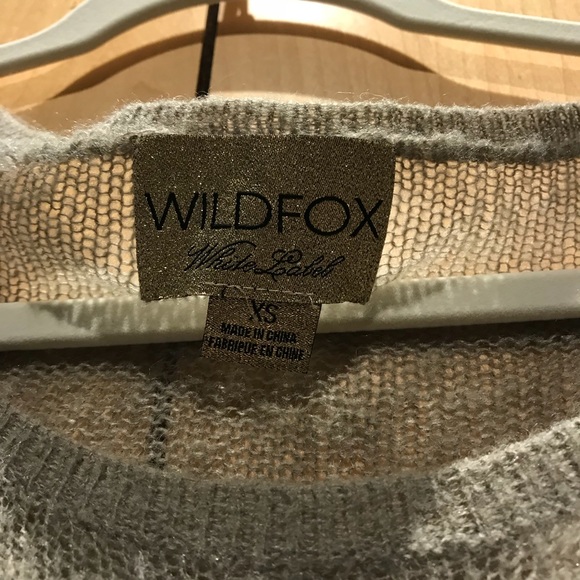 WILDFOX
White Label
XS
MADE IN CHINA
FABRIQUE EN CHINE